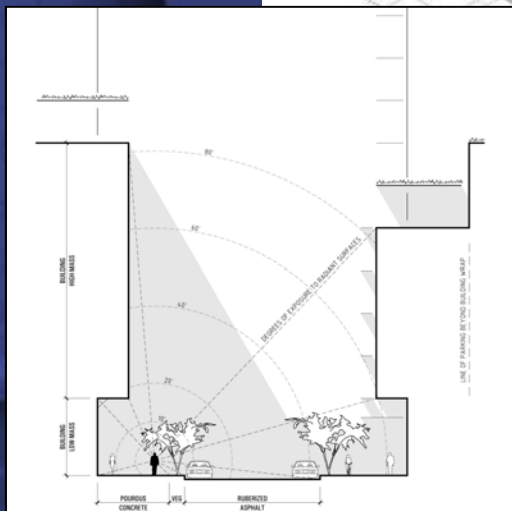 80'
60'
40'
20'
10'
DEGREES OF EXPOSURE TO RADIANT SURFACES
BUILDING
HIGH-MASS
BUILDING
LOW-MASS
LINE OF PARKING BEYOND BUILDING WRAP
POUROUS
CONCRETE
VEG
RUBERIZED
ASPHALT